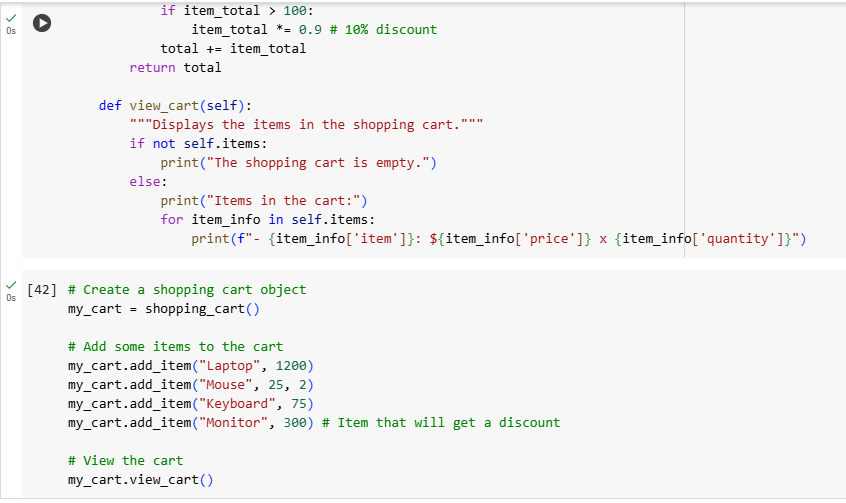 if item_total > 100:
0s
item_total *= 0.9 # 10% discount
total += item_total
return total
def view_cart(self):
"""Displays the items in the shopping cart."""
if not self.items:
print("The shopping cart is empty.")
else:
print("Items in the cart:")
for item_info in self.items:
print(f"- {item_info['item']}: ${item_info['price']} x {item_info['quantity']}")
[42] # Create a shopping cart object
0s
my_cart = shopping_cart()
# Add some items to the cart
my_cart.add_item("Laptop", 1200)
my_cart.add_item("Mouse", 25, 2)
my_cart.add_item("Keyboard", 75)
my_cart.add_item("Monitor", 300) # Item that will get a discount
# View the cart
my_cart.view_cart()